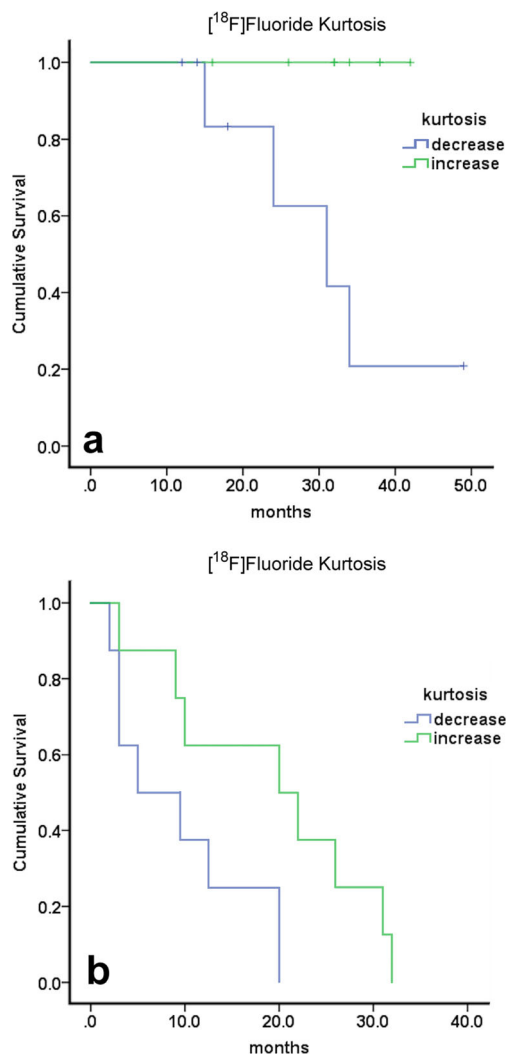 [¹⁸F]Fluoride Kurtosis
1.0
0.8
0.6
0.4
0.2
0.0
Cumulative Survival
kurtosis
decrease
increase
a
.0 10.0 20.0 30.0 40.0 50.0
months
[¹⁸F]Fluoride Kurtosis
1.0
0.8
0.6
0.4
0.2
0.0
Cumulative Survival
kurtosis
decrease
increase
b
.0 10.0 20.0 30.0 40.0
months